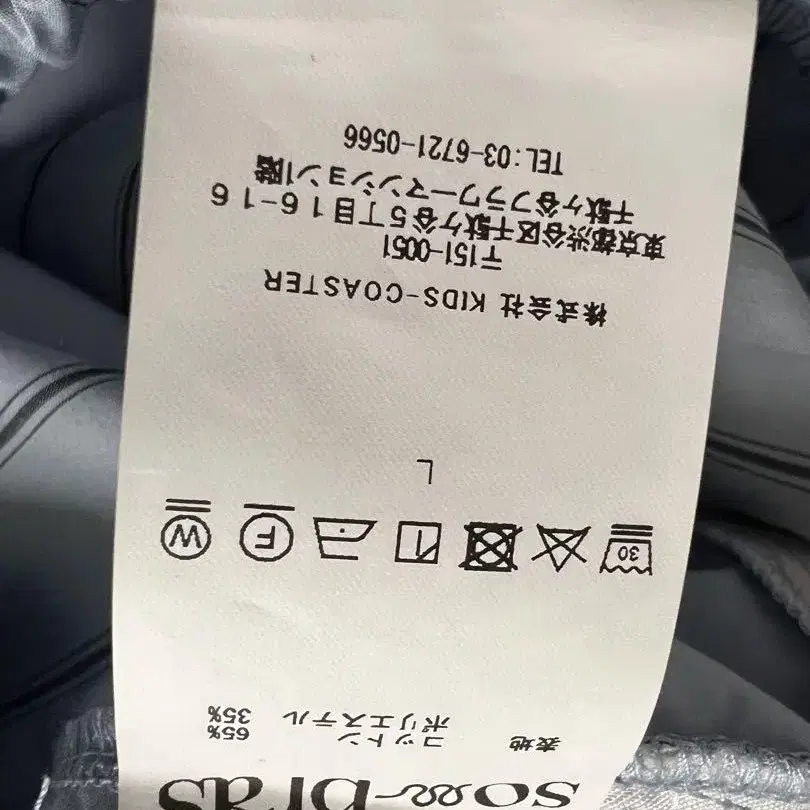 表地 コットン 65%
ポリエステル 35%
30 F W
L
株式会社 KIDS-COASTER
〒151-0051
東京都渋谷区千駄ヶ谷5丁目16-16
千駄ヶ谷フラワーマンション1階
TEL:03-6721-0566